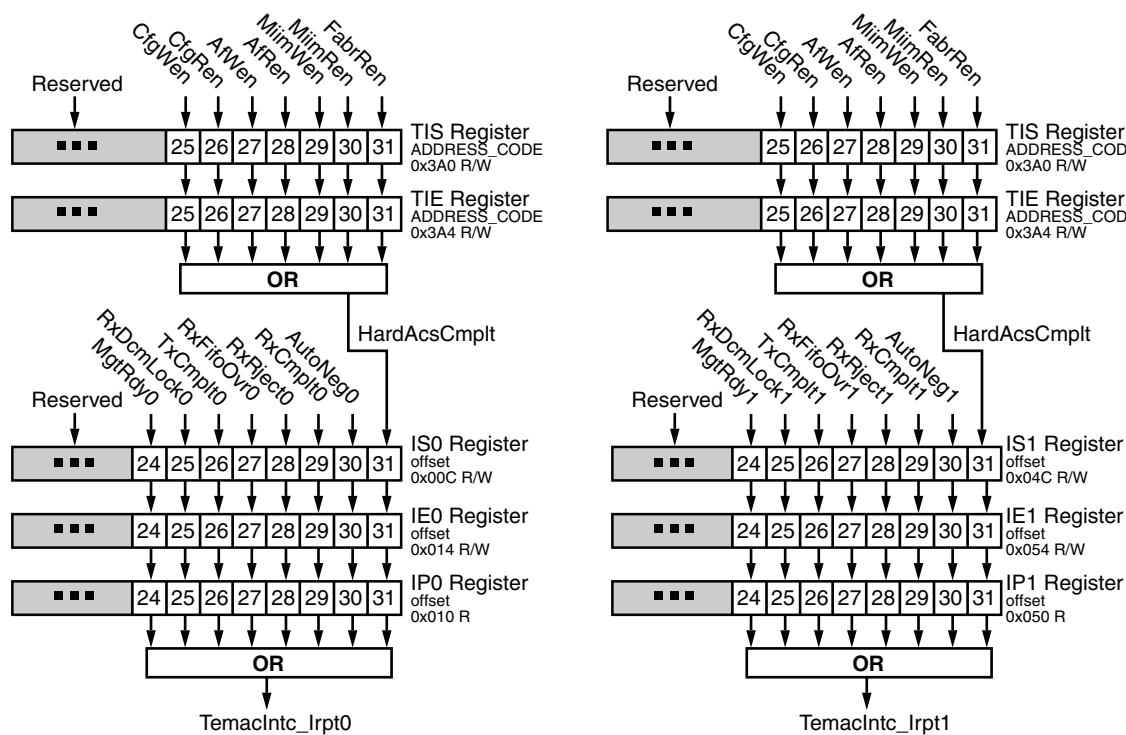 CfgWen
CfgRen
AfWen
AfRen
MiimWen
MiimRen
FabrRen
Reserved
25 26 27 28 29 30 31
TIS Register
ADDRESS_CODE
0x3A0 R/W
25 26 27 28 29 30 31
TIE Register
ADDRESS_CODE
0x3A4 R/W
OR
HardAcsCmplt
MgtRdy0
RxDcmLock0
TxCmplt0
RxFifoOvr0
RxRject0
RxCmplt0
AutoNeg0
Reserved
24 25 26 27 28 29 30 31
IS0 Register
offset
0x00C R/W
24 25 26 27 28 29 30 31
IE0 Register
offset
0x014 R/W
24 25 26 27 28 29 30 31
IP0 Register
offset
0x010 R
OR
TemacIntc_Irpt0
CfgWen
CfgRen
AfWen
AfRen
MiimWen
MiimRen
FabrRen
Reserved
25 26 27 28 29 30 31
TIS Register
ADDRESS_COD
0x3A0 R/W
25 26 27 28 29 30 31
TIE Register
ADDRESS_COD
0x3A4 R/W
OR
HardAcsCmplt
MgtRdy1
RxDcmLock1
TxCmplt1
RxFifoOvr1
RxRject1
RxCmplt1
AutoNeg1
Reserved
24 25 26 27 28 29 30 31
IS1 Register
offset
0x04C R/W
24 25 26 27 28 29 30 31
IE1 Register
offset
0x054 R/W
24 25 26 27 28 29 30 31
IP1 Register
offset
0x050 R
OR
TemacIntc_Irpt1